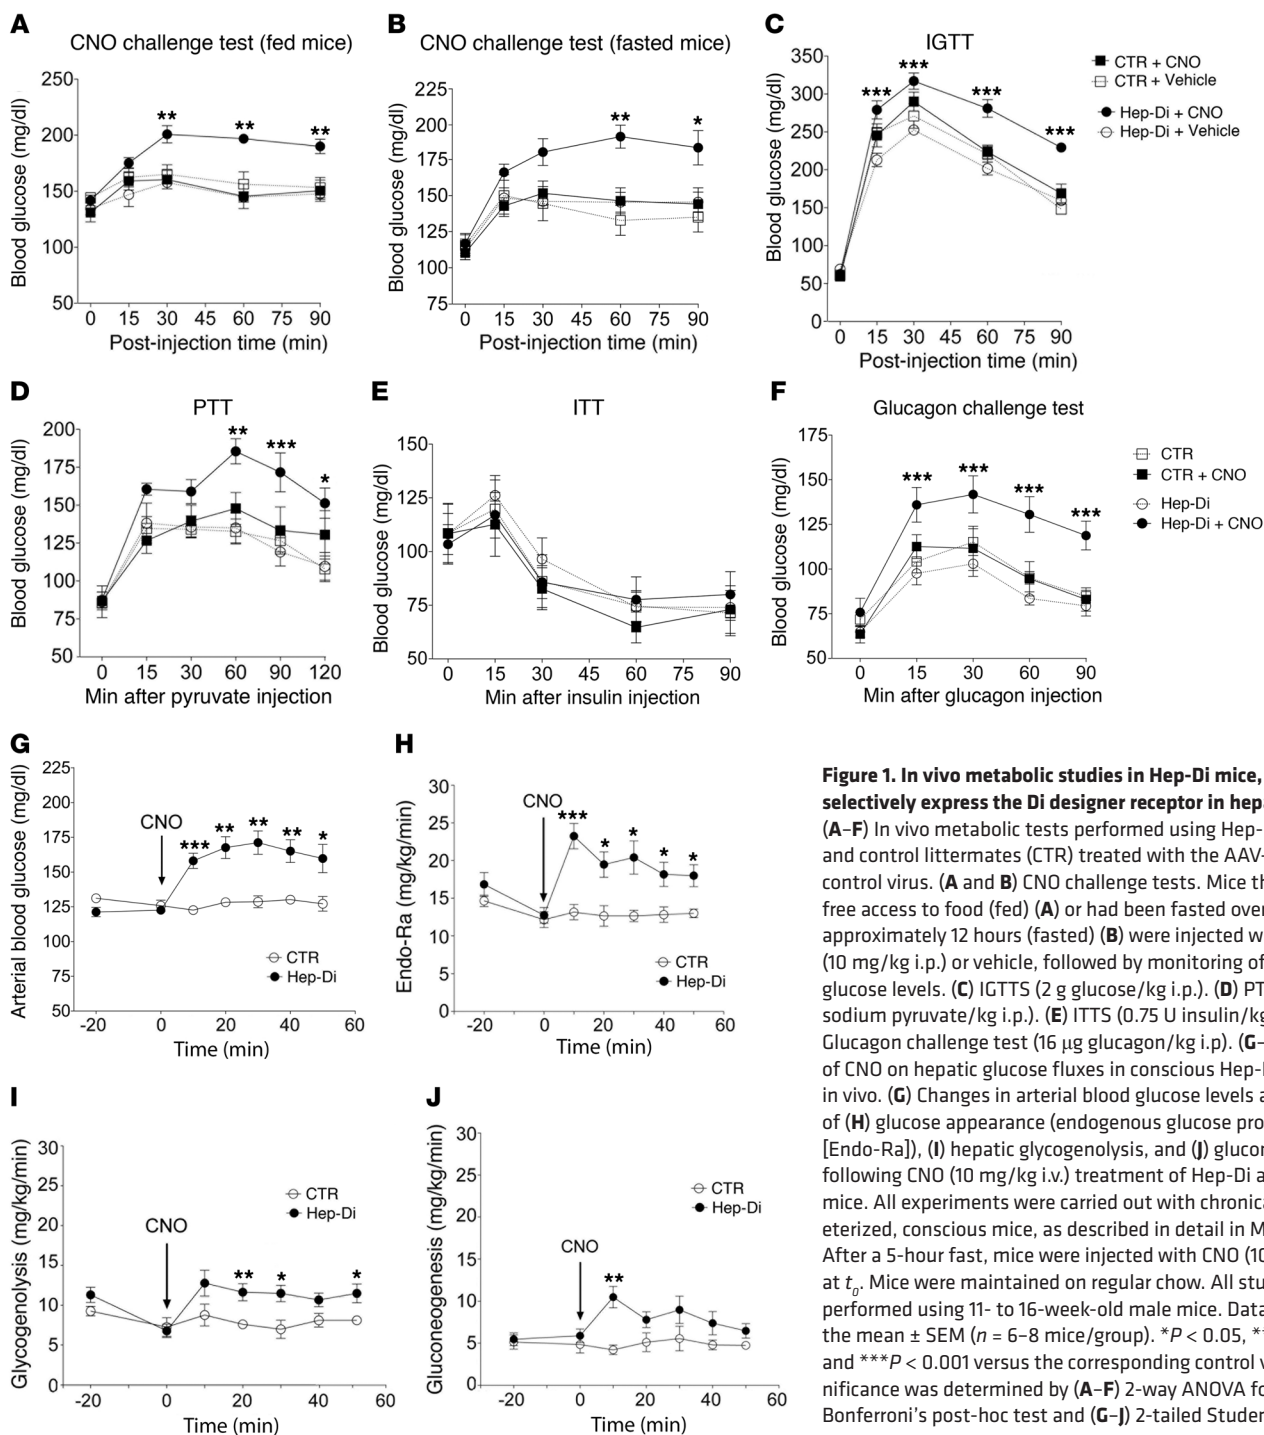 A
CNO challenge test (fed mice)
Blood glucose (mg/dl)
250
200
150
100
50
** ** **
0 15 30 45 60 75 90
Post-injection time (min)
B
CNO challenge test (fasted mice)
Blood glucose (mg/dl)
225
200
175
150
125
100
75
** *
0 15 30 45 60 75 90
Post-injection time (min)
C
IGTT
Blood glucose (mg/dl)
350
300
250
200
150
100
50
0
*** *** *** ***
0 15 30 45 60 75 90
Post-injection time (min)
CTR + CNO
CTR + Vehicle
Hep-Di + CNO
Hep-Di + Vehicle
D
PTT
Blood glucose (mg/dl)
200
175
150
125
100
75
50
** *** *
0 15 30 60 90 120
Min after pyruvate injection
E
ITT
Blood glucose (mg/dl)
150
125
100
75
50
0 15 30 45 60 75 90
Min after insulin injection
F
Glucagon challenge test
Blood glucose (mg/dl)
175
150
125
100
75
50
*** *** *** ***
0 15 30 60 90
Min after glucagon injection
CTR
CTR + CNO
Hep-Di
Hep-Di + CNO
G
Arterial blood glucose (mg/dl)
225
200
175
150
125
100
75
50
CNO
*** ** ** ** *
CTR
Hep-Di
-20 0 20 40 60
Time (min)
H
Endo-Ra (mg/kg/min)
30
25
20
15
10
5
0
CNO
*** * * * *
CTR
Hep-Di
-20 0 20 40 60
Time (min)
I
Glycogenolysis (mg/kg/min)
30
25
20
15
10
5
0
CNO
** * *
CTR
Hep-Di
-20 0 20 40 60
Time (min)
J
Gluconeogenesis (mg/kg/min)
30
25
20
15
10
5
0
CNO
**
CTR
Hep-Di
-20 0 20 40 60
Time (min)
Figure 1. In vivo metabolic studies in Hep-Di mice,
selectively express the Di designer receptor in hepa
(A–F) In vivo metabolic tests performed using Hep-
and control littermates (CTR) treated with the AAV-
control virus. (A and B) CNO challenge tests. Mice th
free access to food (fed) (A) or had been fasted over
approximately 12 hours (fasted) (B) were injected w
(10 mg/kg i.p.) or vehicle, followed by monitoring of
glucose levels. (C) IGTTS (2 g glucose/kg i.p.). (D) PT
sodium pyruvate/kg i.p.). (E) ITTS (0.75 U insulin/kg
Glucagon challenge test (16 μg glucagon/kg i.p). (G–
of CNO on hepatic glucose fluxes in conscious Hep-D
in vivo. (G) Changes in arterial blood glucose levels a
of (H) glucose appearance (endogenous glucose pro
[Endo-Ra]), (I) hepatic glycogenolysis, and (J) glucon
following CNO (10 mg/kg i.v.) treatment of Hep-Di a
mice. All experiments were carried out with chronica
eterized, conscious mice, as described in detail in M
After a 5-hour fast, mice were injected with CNO (10
at t0. Mice were maintained on regular chow. All stu
performed using 11- to 16-week-old male mice. Data
the mean ± SEM (n = 6–8 mice/group). *P < 0.05, *
and ***P < 0.001 versus the corresponding control v
nificance was determined by (A–F) 2-way ANOVA fo
Bonferroni's post-hoc test and (G–J) 2-tailed Studen